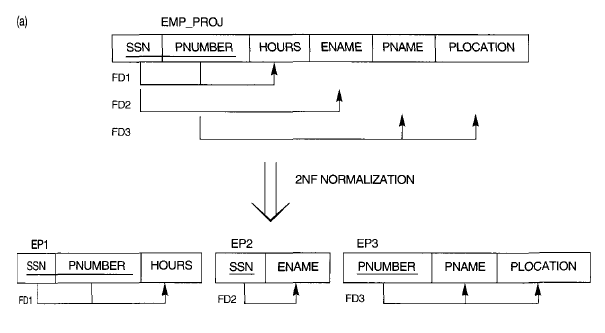 (a)
EMP_PROJ
SSN PNUMBER HOURS ENAME PNAME PLOCATION
FD1
FD2
FD3
2NF NORMALIZATION
EP1 EP2 EP3
SSN PNUMBER HOURS SSN ENAME PNUMBER PNAME PLOCATION
FD1 FD2 FD3